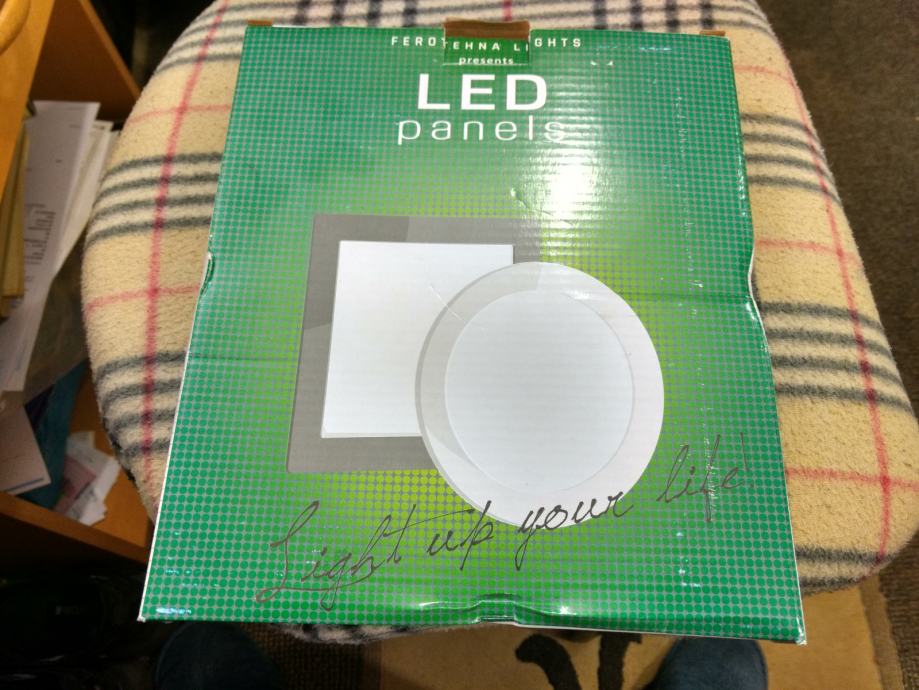 FEROTEHNA LIGHTS
presents
LED
panels
Light up your life!